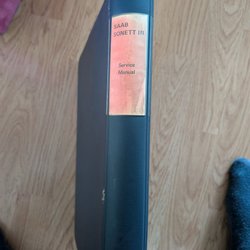 SAAB
SONETT III
Service
Manual